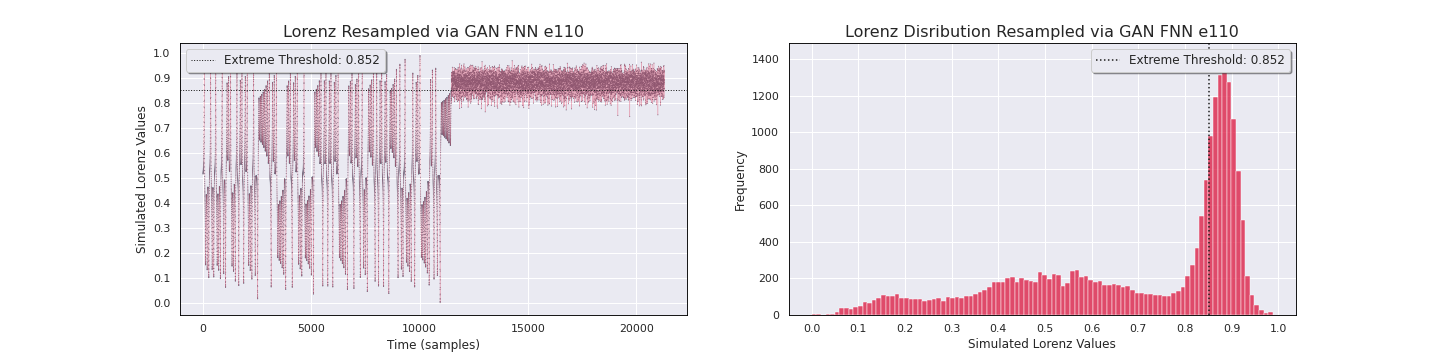 Lorenz Resampled via GAN FNN e110
Extreme Threshold: 0.852
1.0
0.9
0.8
0.7
0.6
0.5
0.4
0.3
0.2
0.1
0.0
Simulated Lorenz Values
0 5000 10000 15000 20000
Time (samples)
Lorenz Disribution Resampled via GAN FNN e110
Extreme Threshold: 0.852
1400
1200
1000
800
600
400
200
0
Frequency
0.0 0.1 0.2 0.3 0.4 0.5 0.6 0.7 0.8 0.9 1.0
Simulated Lorenz Values